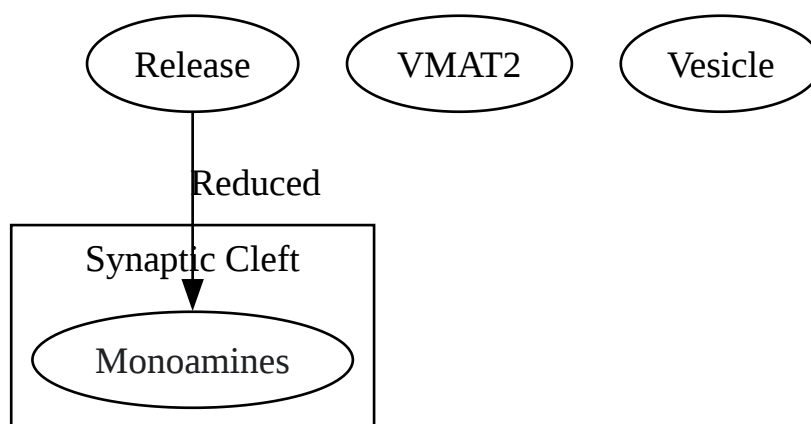 Release
VMAT2
Vesicle
Reduced
Synaptic Cleft
Monoamines